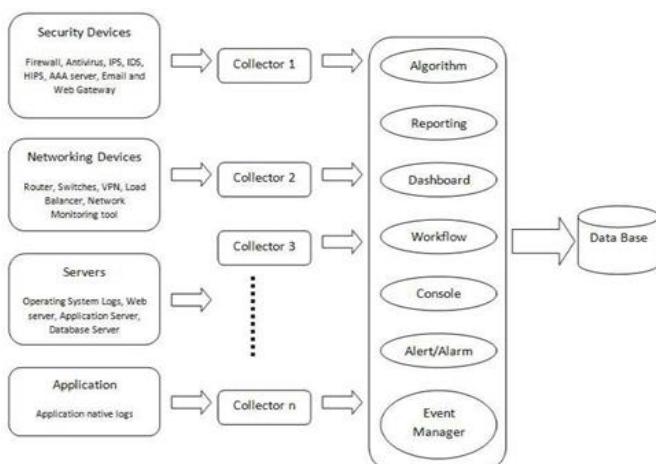 Security Devices
Firewall, Antivirus, IPS, IDS,
HIPS, AAA server, Email and
Web Gateway
Collector 1
Networking Devices
Router, Switches, VPN, Load
Balancer, Network
Monitoring tool
Collector 2
Collector 3
Servers
Operating System Logs, Web
server, Application Server,
Database Server
Application
Application native logs
Collector n
Algorithm
Reporting
Dashboard
Workflow
Console
Alert/Alarm
Event
Manager
Data Base